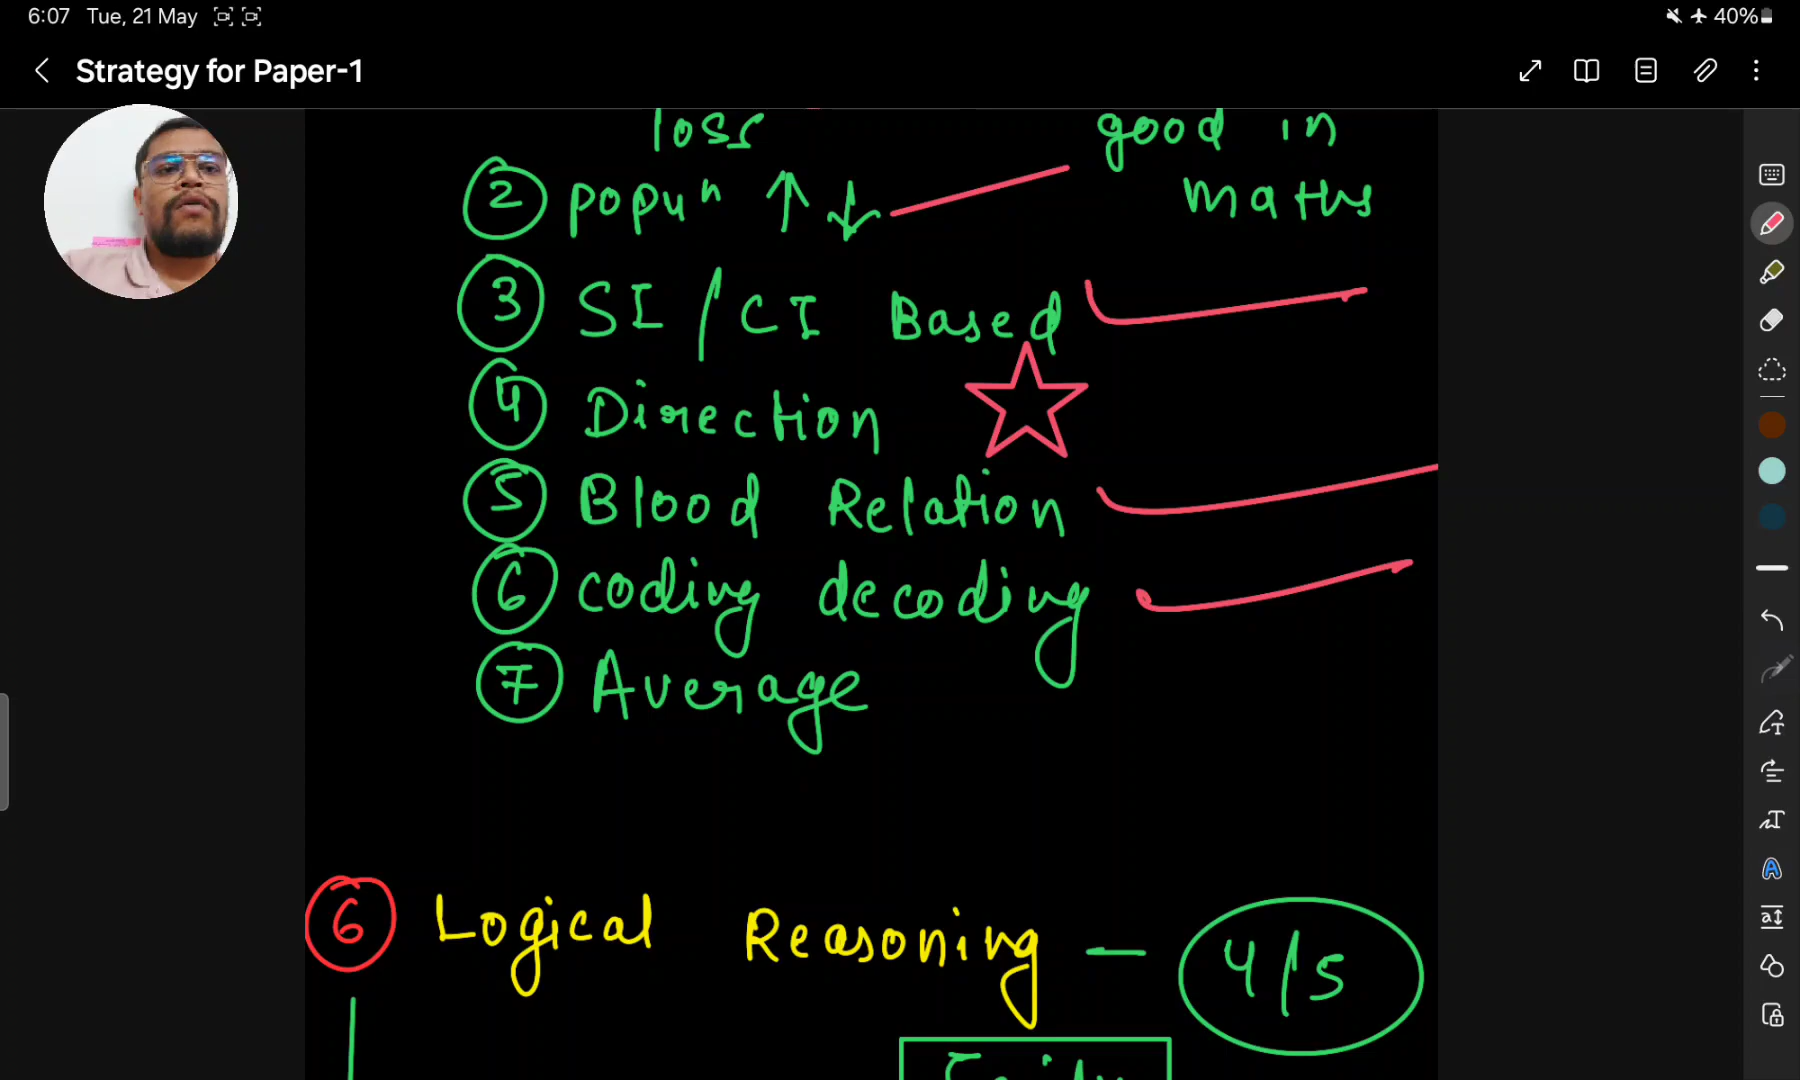 6:07 Tue, 21 May 40%
Strategy for Paper-1
loss good in
2 popuⁿ ↑ ↓ maths
3 SI / CI Based
4 Direction
5 Blood Relation
6 coding decoding
7 Average
6 Logical Reasoning — 4/5